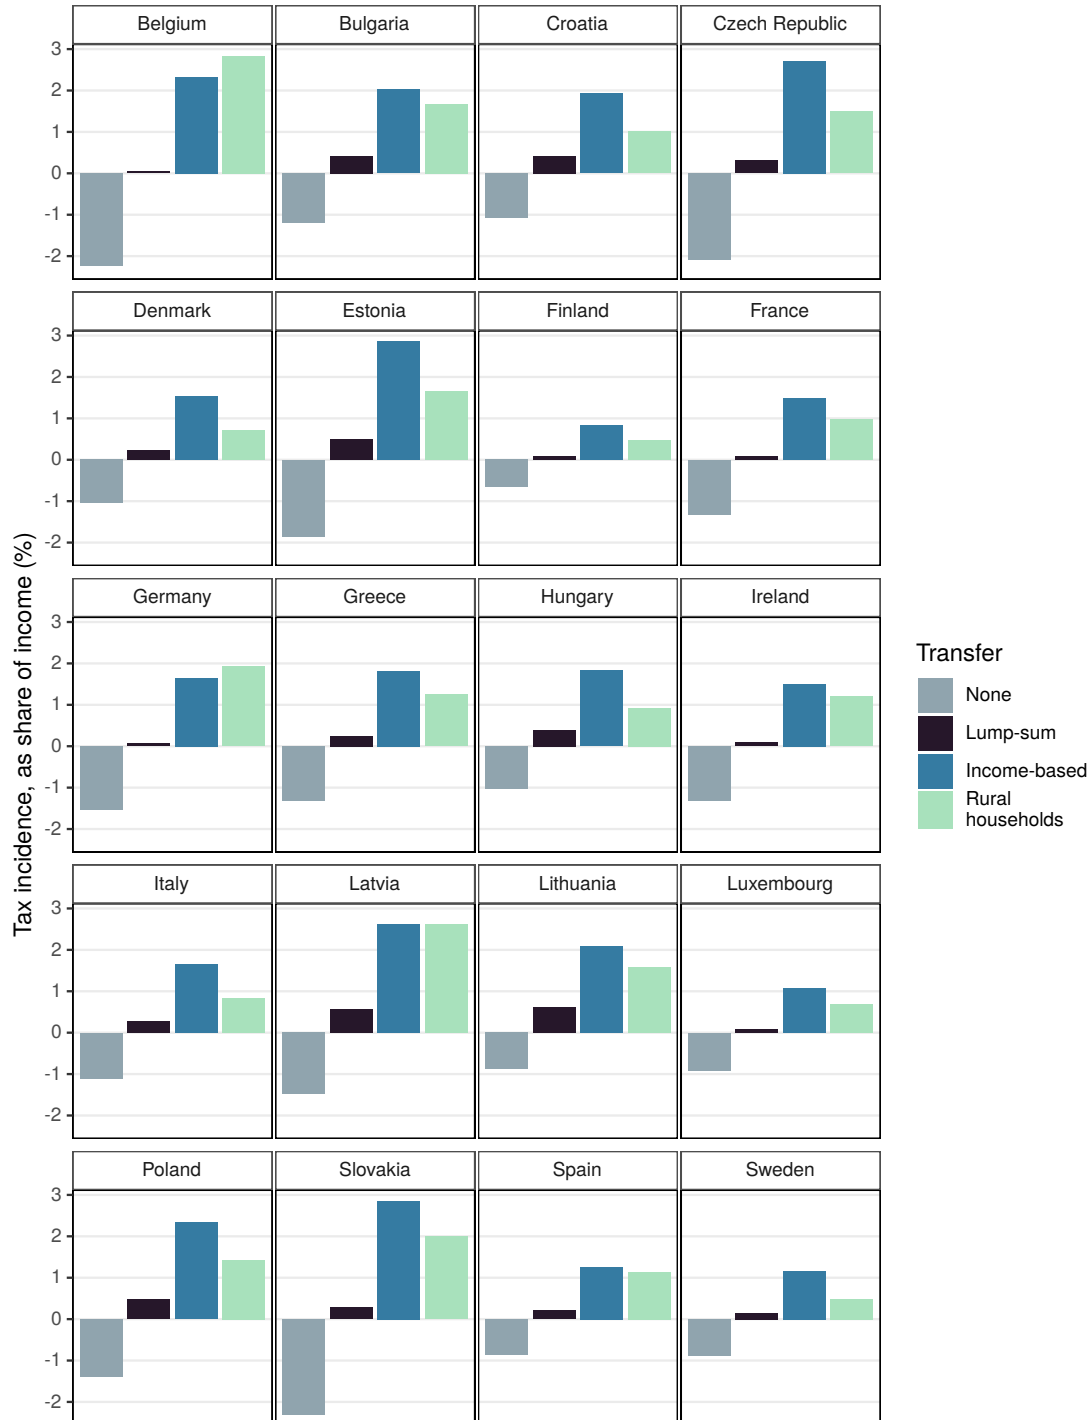 Belgium Bulgaria Croatia Czech Republic
3
2
1
0
-1
-2
Denmark Estonia Finland France
3
2
1
0
-1
-2
Germany Greece Hungary Ireland
3
2
1
0
-1
-2
Italy Latvia Lithuania Luxembourg
3
2
1
0
-1
-2
Poland Slovakia Spain Sweden
3
2
1
0
-1
-2
Tax incidence, as share of income (%)
Transfer
None
Lump-sum
Income-based
Rural
households